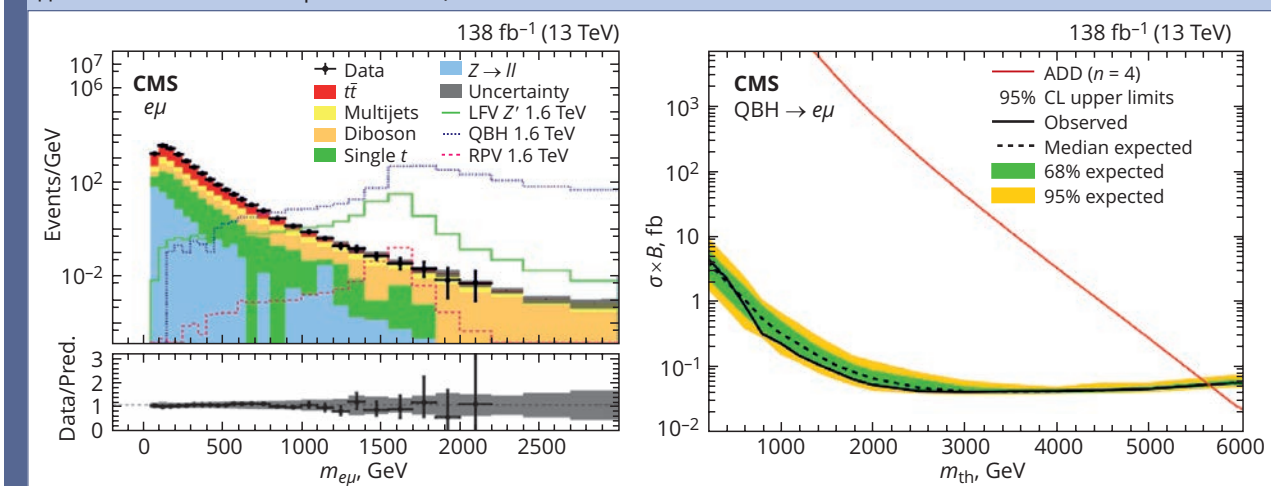 138 fb⁻¹ (13 TeV)
CMS
eμ
Data
tt̄
Multijets
Diboson
Single t
Z → ll
Uncertainty
LFV Z′ 1.6 TeV
QBH 1.6 TeV
RPV 1.6 TeV
Events/GeV
10⁷
10⁶
10²
10⁻²
Data/Pred.
3
2
1
0
0 500 1000 1500 2000 2500
m_eμ, GeV
138 fb⁻¹ (13 TeV)
CMS
QBH → eμ
ADD (n = 4)
95% CL upper limits
Observed
Median expected
68% expected
95% expected
σ×B, fb
10³
10²
10
1
10⁻¹
10⁻²
1000 2000 3000 4000 5000 6000
m_th, GeV